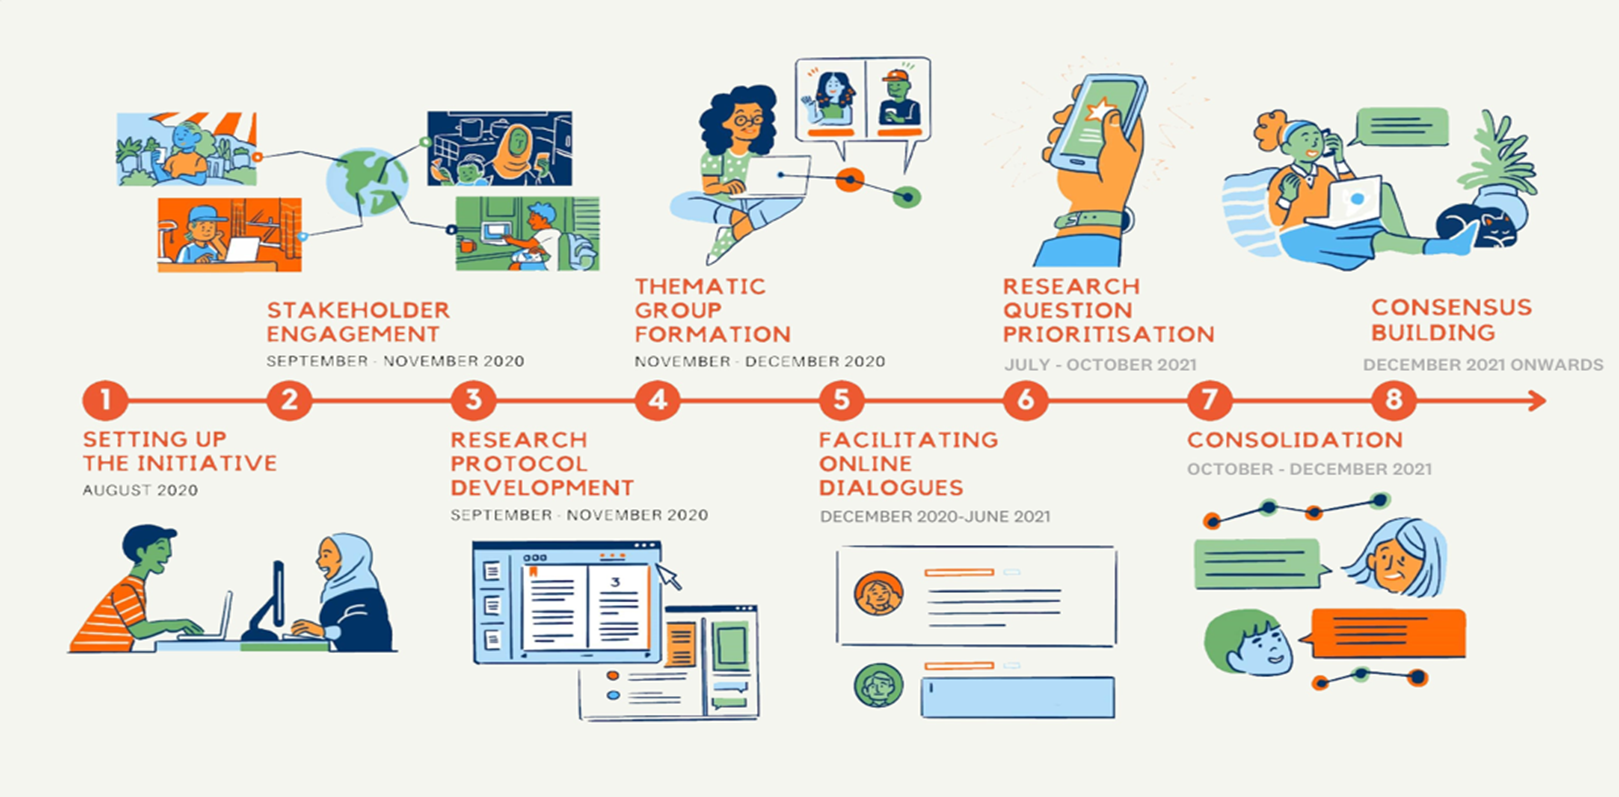 1
SETTING UP
THE INITIATIVE
AUGUST 2020
2
STAKEHOLDER
ENGAGEMENT
SEPTEMBER - NOVEMBER 2020
3
RESEARCH
PROTOCOL
DEVELOPMENT
SEPTEMBER - NOVEMBER 2020
3
4
THEMATIC
GROUP
FORMATION
NOVEMBER - DECEMBER 2020
5
FACILITATING
ONLINE
DIALOGUES
DECEMBER 2020-JUNE 2021
6
RESEARCH
QUESTION
PRIORITISATION
JULY - OCTOBER 2021
7
CONSOLIDATION
OCTOBER - DECEMBER 2021
8
CONSENSUS
BUILDING
DECEMBER 2021 ONWARDS